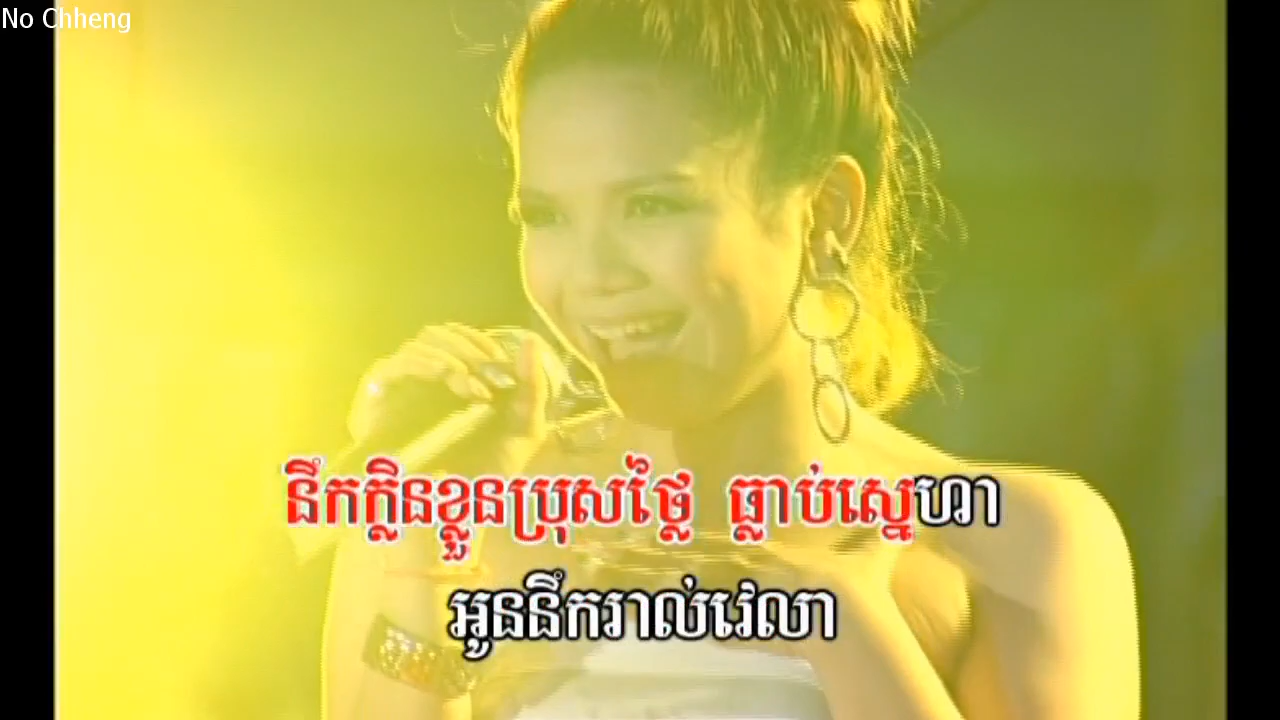 No Chheng
នឹកក្លិនខ្លួនប្រុសថ្លៃ ធ្លាប់ស្នេហា
អូននឹករាល់វេលា